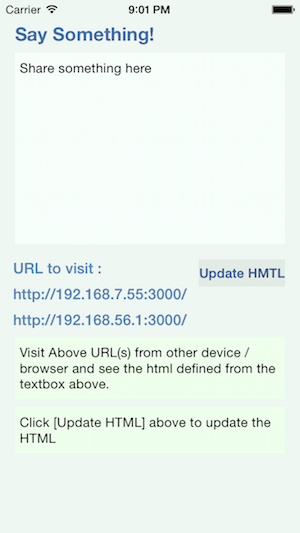 Carrier 9:01 PM
Say Something!
Share something here
URL to visit :
Update HMTL
http://192.168.7.55:3000/
http://192.168.56.1:3000/
Visit Above URL(s) from other device /
browser and see the html defined from the
textbox above.
Click [Update HTML] above to update the
HTML